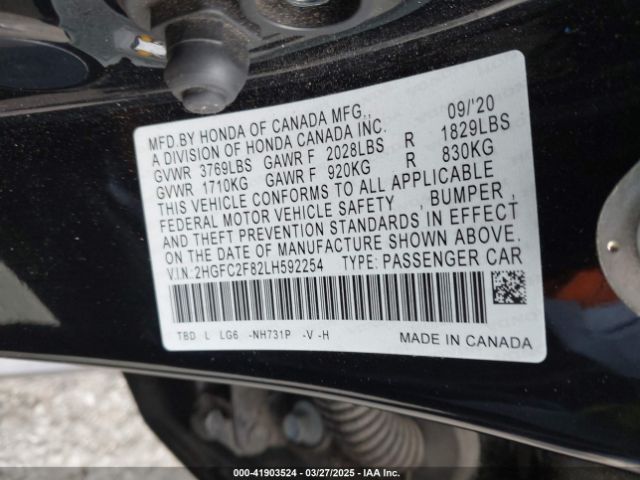 MFD.BY HONDA OF CANADA MFG., 09/'20
A DIVISION OF HONDA CANADA INC.
GVWR 3769LBS GAWR F 2028LBS R 1829LBS
GVWR 1710KG GAWR F 920KG R 830KG
THIS VEHICLE CONFORMS TO ALL APPLICABLE
FEDERAL MOTOR VEHICLE SAFETY ,BUMPER,
AND THEFT PREVENTION STANDARDS IN EFFECT
ON THE DATE OF MANUFACTURE SHOWN ABOVE.
V.I.N.:2HGFC2F82LH592254 TYPE: PASSENGER CAR
TBD L LG6 -NH731P -V -H MADE IN CANADA
000-41903524 | 03/27/2025 | IAA Inc.